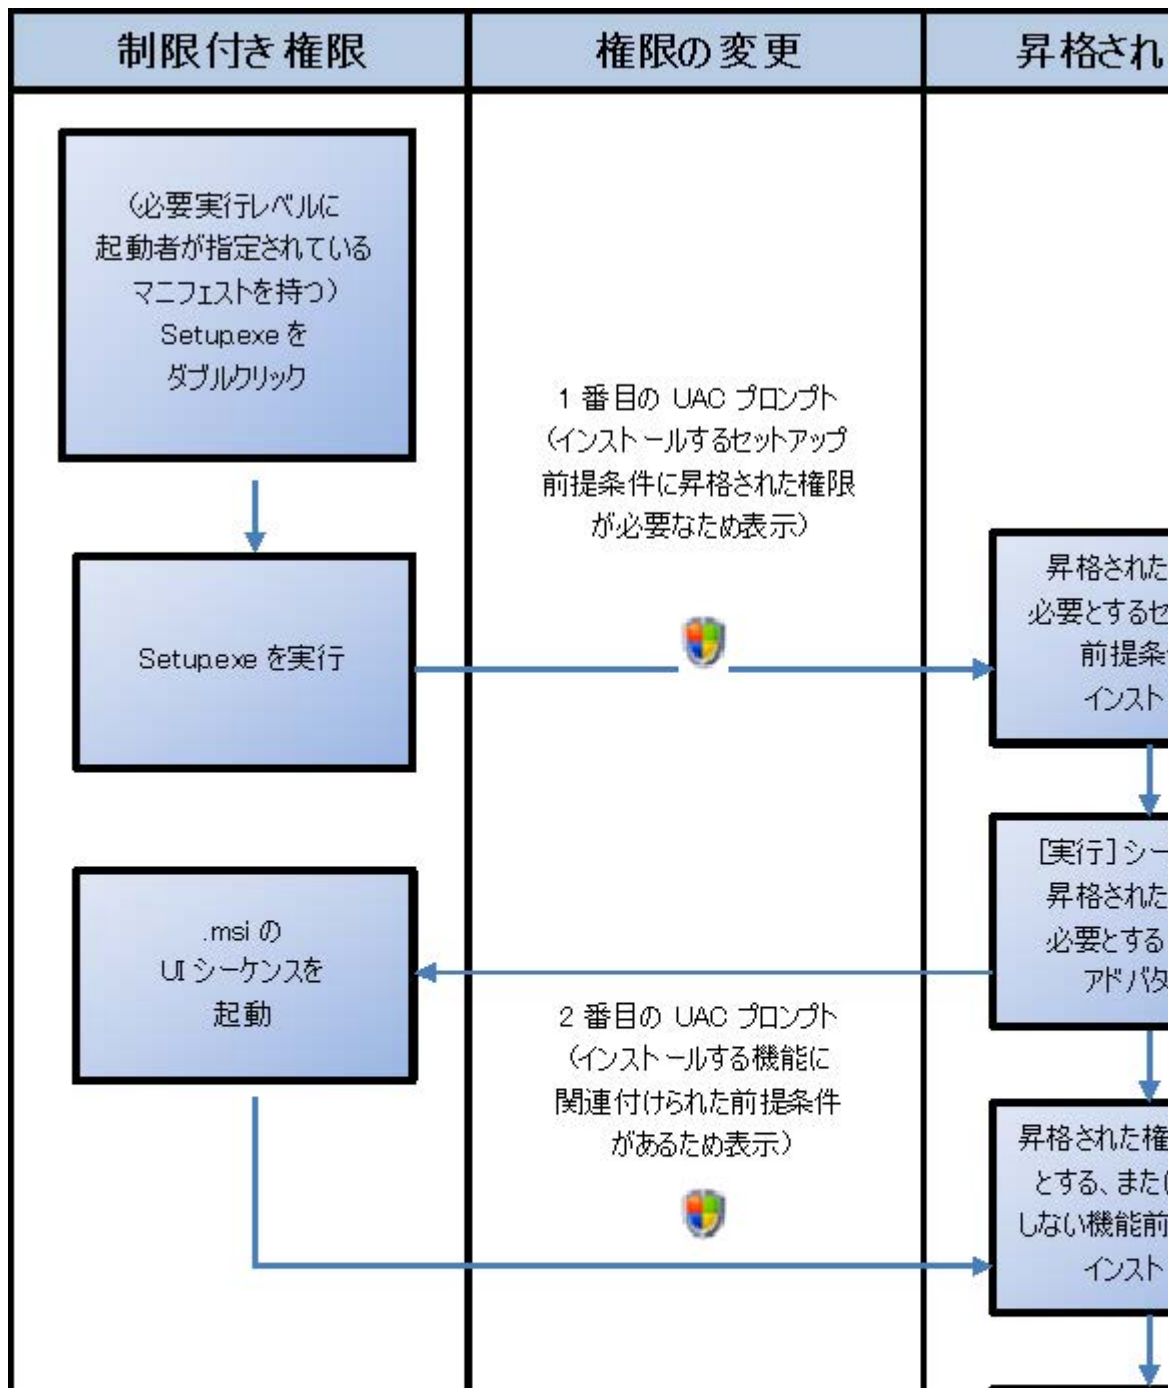 制限付き権限
権限の変更
昇格され
（必要実行レベルに
起動者が指定されている
マニフェストを持つ）
Setup.exe を
ダブルクリック
1 番目の UAC プロンプト
（インストールするセットアップ
前提条件に昇格された権限
が必要なため表示）
Setup.exe を実行
昇格された
必要とするセ
前提条
インスト
[実行] シー
昇格された
必要とする
アドバタ
.msi の
UI シーケンスを
起動
2 番目の UAC プロンプト
（インストールする機能に
関連付けられた前提条件
があるため表示）
昇格された権
とする、また
しない機能前
インスト